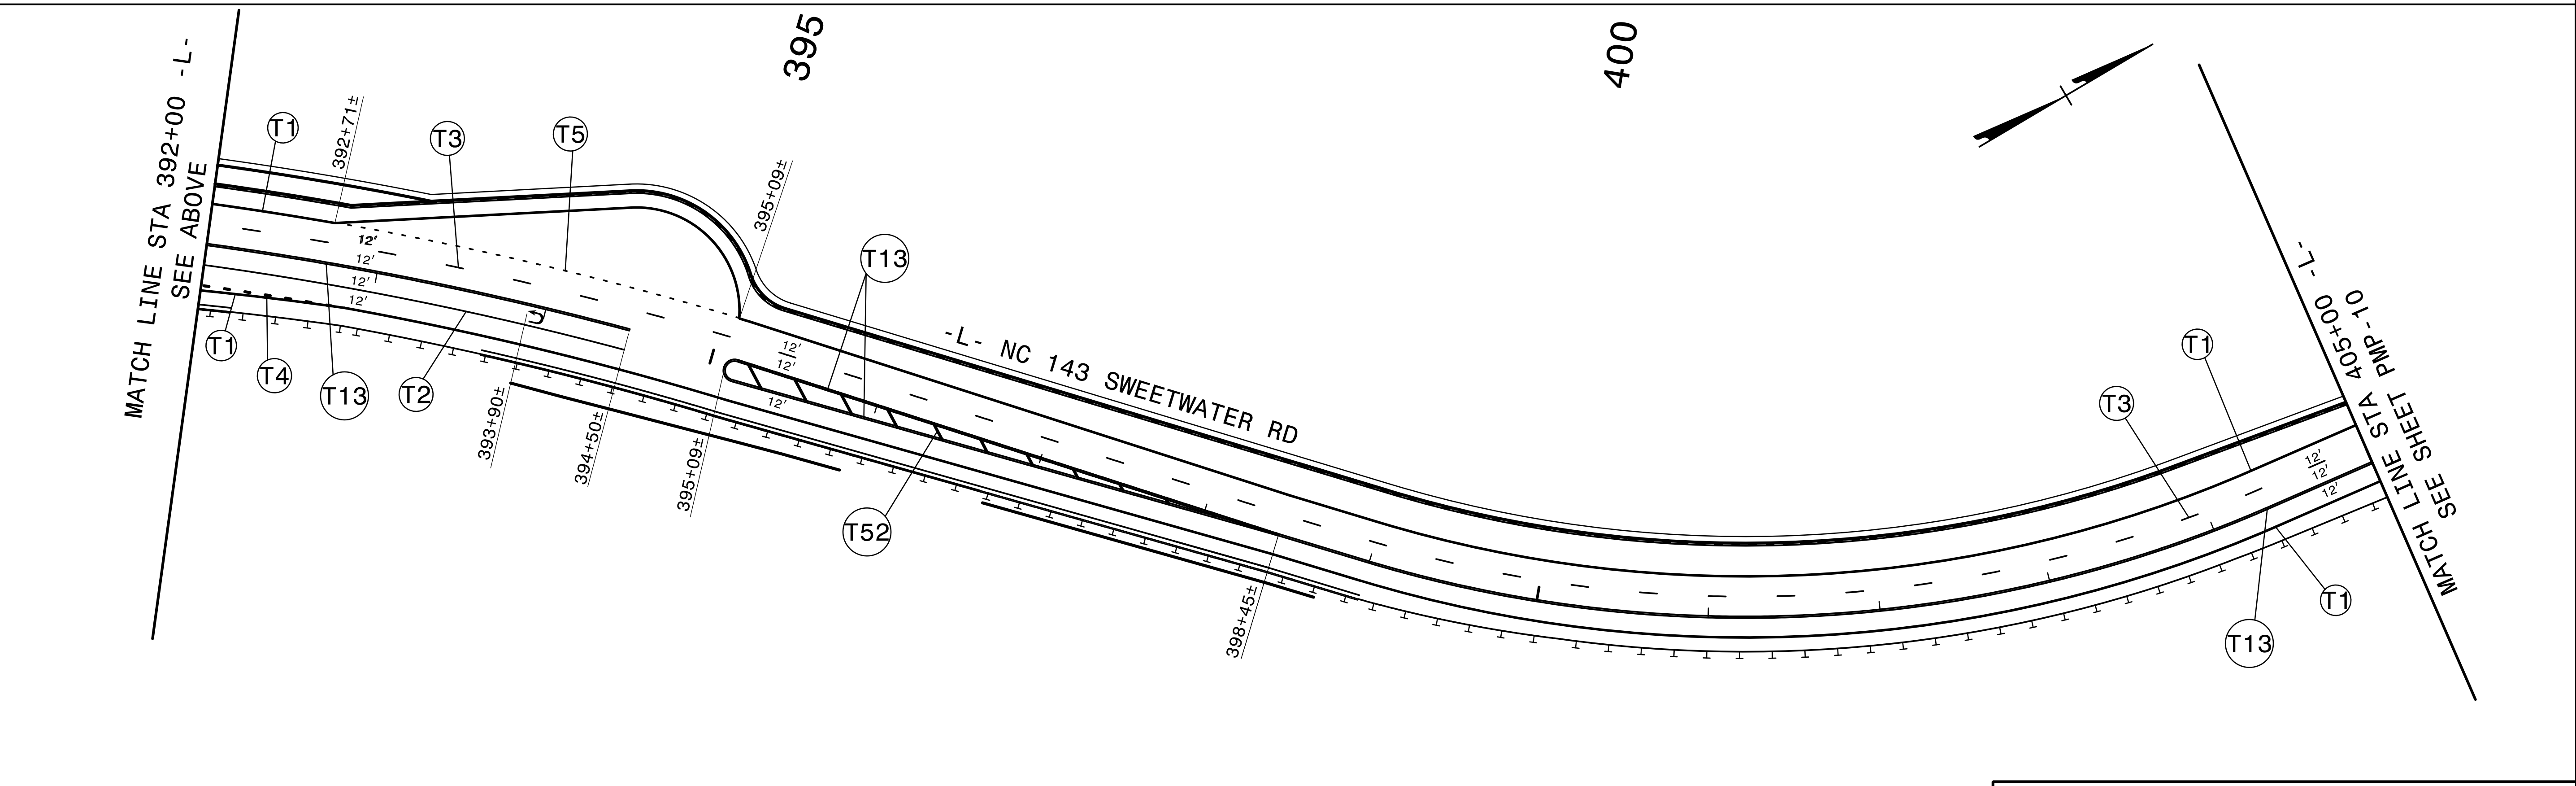 MATCH LINE STA 392+00 -L-
SEE ABOVE
T1
392+71±
T3
T5
395
395+09±
T13
400
12'
12'
12'
12'
T1
T4
T13
T2
393+90±
394+50±
395+09±
12'
12'
12'
T52
-L- NC 143 SWEETWATER RD
398+45±
T3
T1
12'
12'
12'
T13
T1
MATCH LINE STA 405+00 -L-
SEE SHEET PMP-10